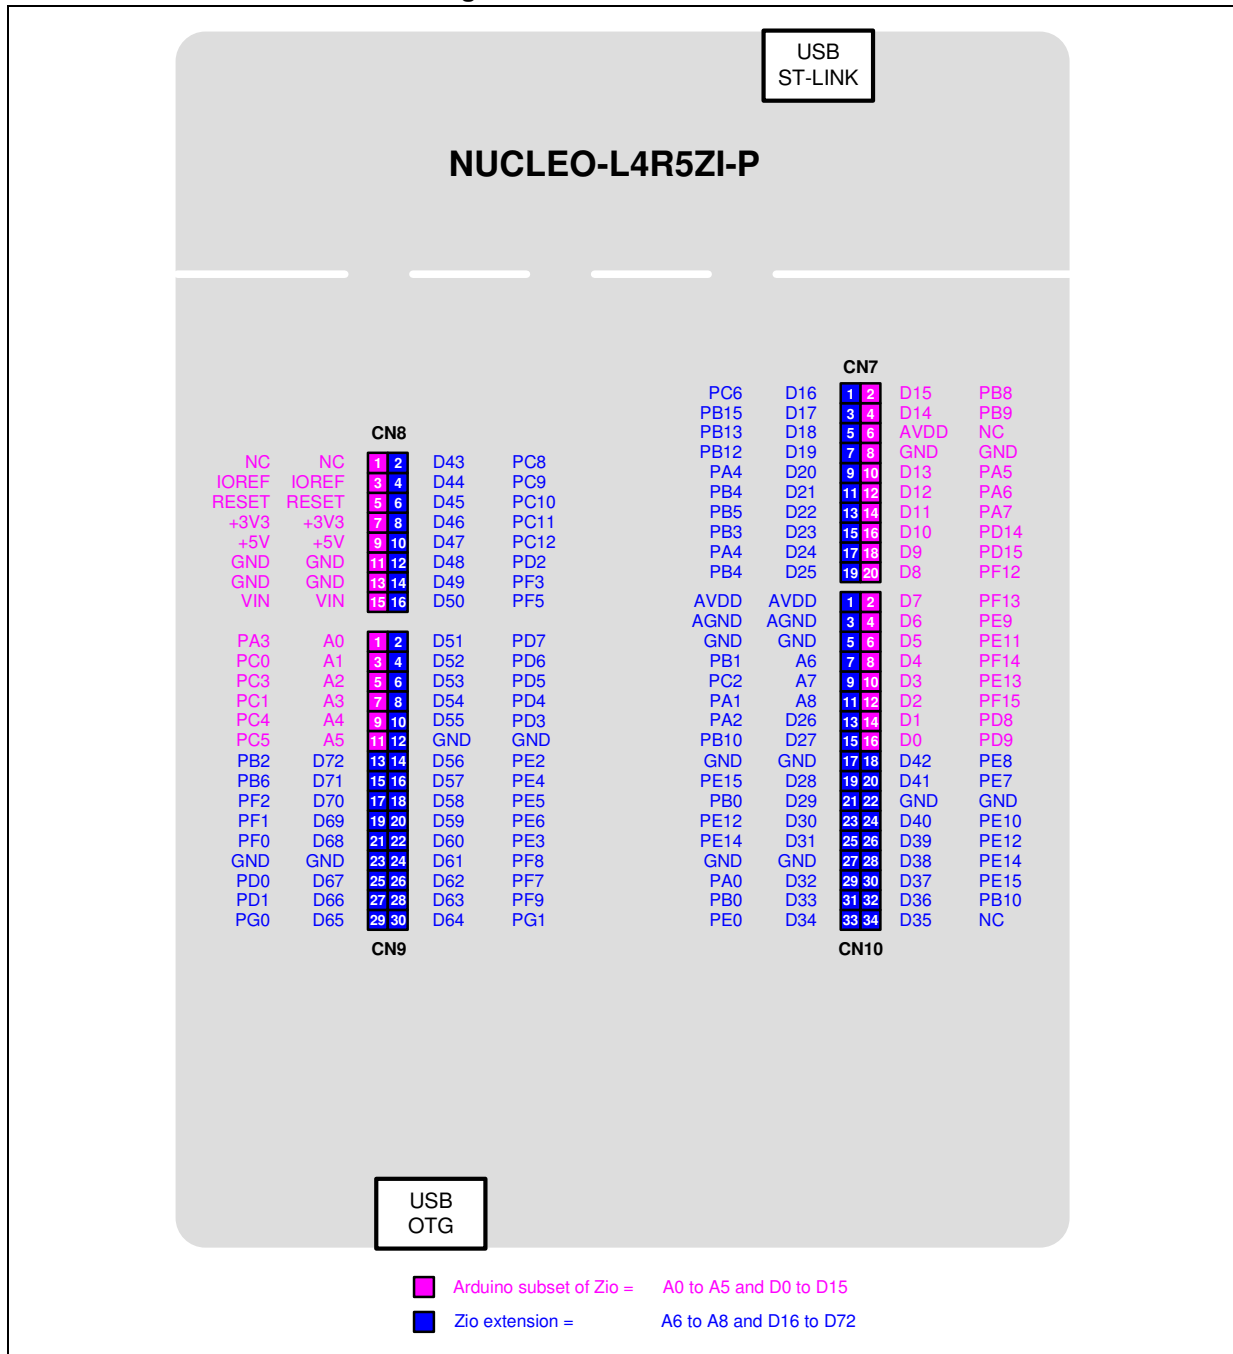 USB
ST-LINK
NUCLEO-L4R5ZI-P
CN7
PC6 D16 1 2 D15 PB8
PB15 D17 3 4 D14 PB9
PB13 D18 5 6 AVDD NC
PB12 D19 7 8 GND GND
PA4 D20 9 10 D13 PA5
PB4 D21 11 12 D12 PA6
PB5 D22 13 14 D11 PA7
PB3 D23 15 16 D10 PD14
PA4 D24 17 18 D9 PD15
PB4 D25 19 20 D8 PF12
CN8
NC NC 1 2 D43 PC8
IOREF IOREF 3 4 D44 PC9
RESET RESET 5 6 D45 PC10
+3V3 +3V3 7 8 D46 PC11
+5V +5V 9 10 D47 PC12
GND GND 11 12 D48 PD2
GND GND 13 14 D49 PF3
VIN VIN 15 16 D50 PF5
PA3 A0 1 2 D51 PD7
PC0 A1 3 4 D52 PD6
PC3 A2 5 6 D53 PD5
PC1 A3 7 8 D54 PD4
PC4 A4 9 10 D55 PD3
PC5 A5 11 12 GND GND
PB2 D72 13 14 D56 PE2
PB6 D71 15 16 D57 PE4
PF2 D70 17 18 D58 PE5
PF1 D69 19 20 D59 PE6
PF0 D68 21 22 D60 PE3
GND GND 23 24 D61 PF8
PD0 D67 25 26 D62 PF7
PD1 D66 27 28 D63 PF9
PG0 D65 29 30 D64 PG1
CN9
AVDD AVDD 1 2 D7 PF13
AGND AGND 3 4 D6 PE9
GND GND 5 6 D5 PE11
PB1 A6 7 8 D4 PF14
PC2 A7 9 10 D3 PE13
PA1 A8 11 12 D2 PF15
PA2 D26 13 14 D1 PD8
PB10 D27 15 16 D0 PD9
GND GND 17 18 D42 PE8
PE15 D28 19 20 D41 PE7
PB0 D29 21 22 GND GND
PE12 D30 23 24 D40 PE10
PE14 D31 25 26 D39 PE12
GND GND 27 28 D38 PE14
PA0 D32 29 30 D37 PE15
PB0 D33 31 32 D36 PB10
PE0 D34 33 34 D35 NC
CN10
USB
OTG
Arduino subset of Zio = A0 to A5 and D0 to D15
Zio extension = A6 to A8 and D16 to D72